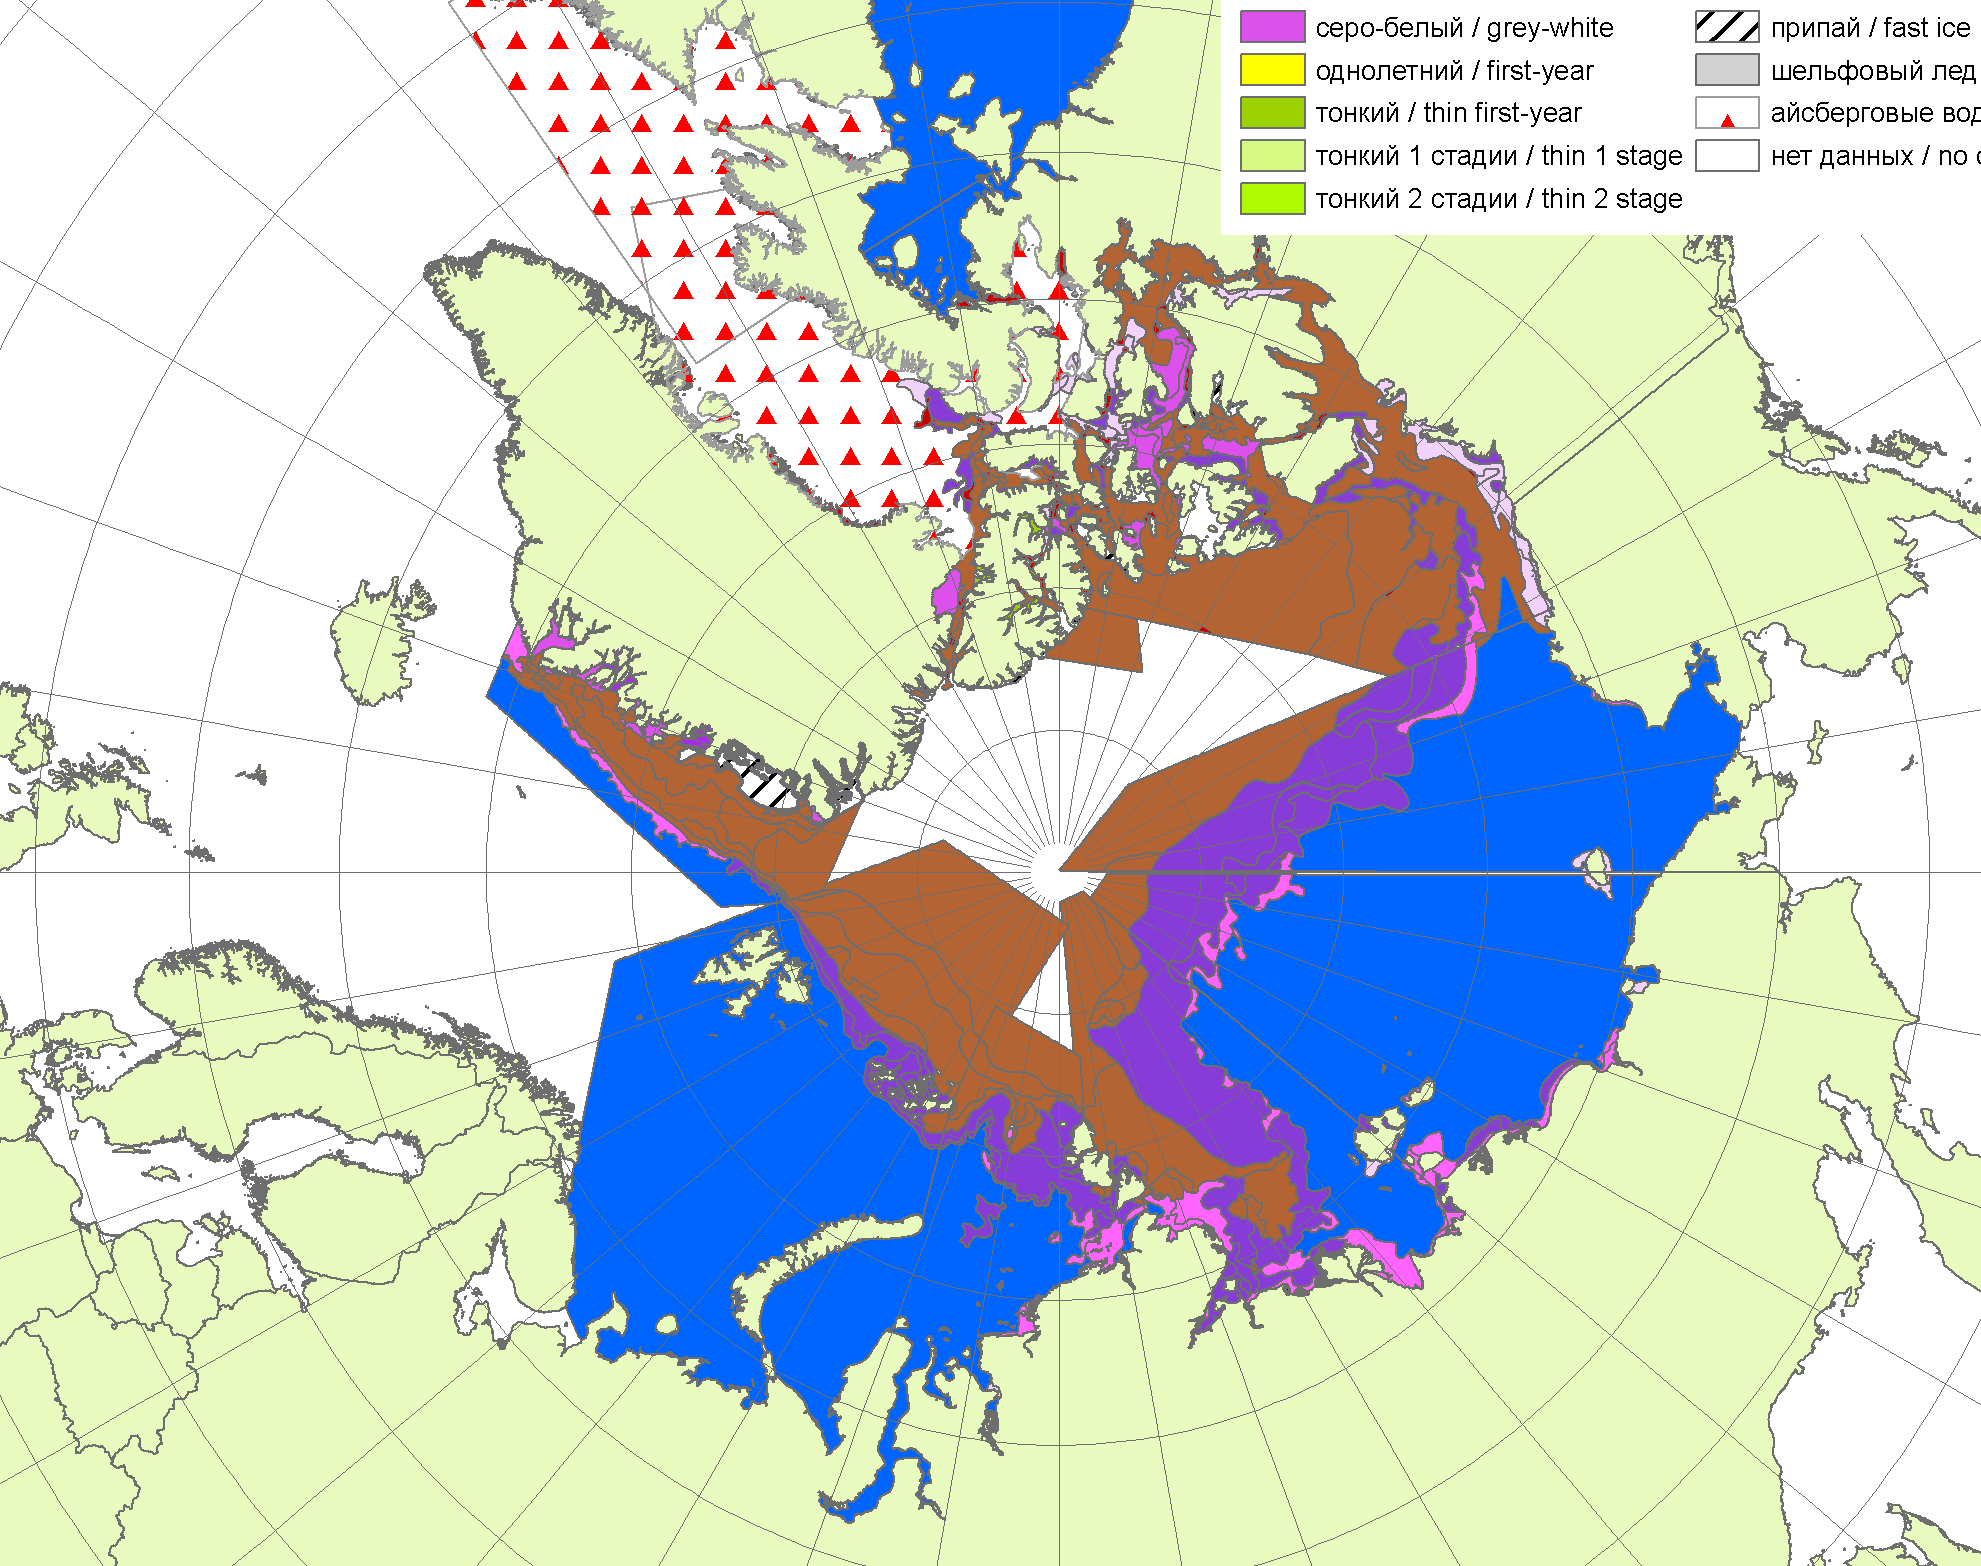 серо-белый / grey-white
однолетний / first-year
тонкий / thin first-year
тонкий 1 стадии / thin 1 stage
тонкий 2 стадии / thin 2 stage
припай / fast ice
шельфовый лед
айсберговые
нет данных / no